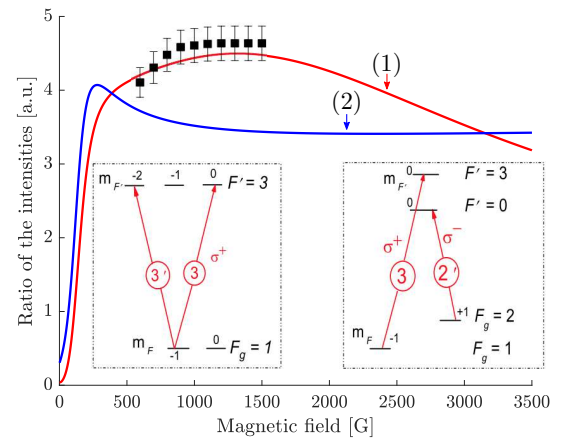 Ratio of the intensities [a.u.]
5
4
3
2
1
0
(1)
(2)
m_F' -2 -1 0 F' = 3
σ+
3'
3
m_F -1 0 F_g = 1
m_F' 0 F' = 3
0 F' = 0
σ+
σ−
3
2'
+1 F_g = 2
m_F -1 F_g = 1
0 500 1000 1500 2000 2500 3000 3500
Magnetic field [G]